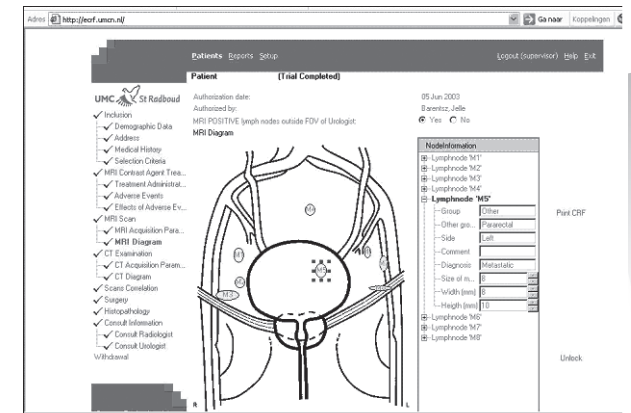 Adres http://ecrf.umcn.nl/ Ga naar Koppelingen
Patients Reports Setup Logout (supervisor) Help Exit
Patient (Trial Completed)
UMC St Radboud
Inclusion
Demographic Data
Address
Medical History
Selection Criteria
MRI Contrast Agent Trea...
Treatment Administrat...
Adverse Events
Effects of Adverse Ev...
MRI Scan
MRI Acquisition Para...
MRI Diagram
CT Examination
CT Acquisition Param...
CT Diagram
Scans Correlation
Surgery
Histopathology
Consult Information
Consult Radiologist
Consult Urologist
Withdrawal
Authorization date: 05 Jun 2003
Authorized by: Barentsz, Jelle
MRI POSITIVE lymph nodes outside FOV of Urologist: Yes No
MRI Diagram
M1
M3
M5
R L
NodeInformation
Lymphnode 'M1'
Lymphnode 'M2'
Lymphnode 'M3'
Lymphnode 'M4'
Lymphnode 'M5'
Group Other
Other gro... Pararectal
Side Left
Comment
Diagnosis Metastatic
Size of m... 6
Width (mm) 8
Heigth (mm) 10
Lymphnode 'M6'
Lymphnode 'M7'
Lymphnode 'M8'
Print CRF
Unlock